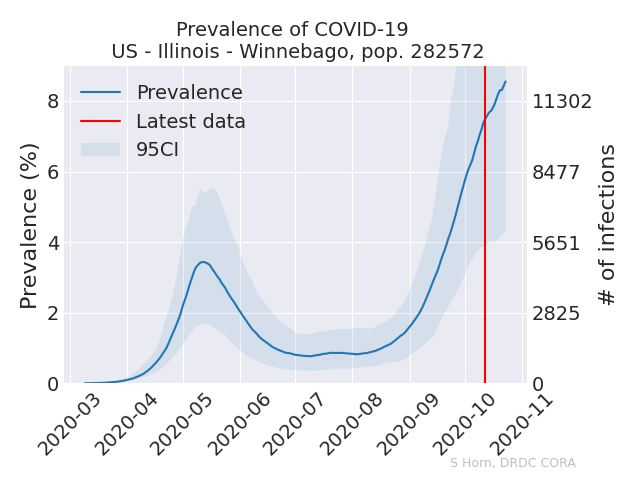 Prevalence of COVID-19
US - Illinois - Winnebago, pop. 282572
Prevalence
Latest data
95CI
Prevalence (%)
8
6
4
2
0
11302
8477
5651
2825
0
# of infections
2020-03
2020-04
2020-05
2020-06
2020-07
2020-08
2020-09
2020-10
2020-11
S Horn, DRDC CORA